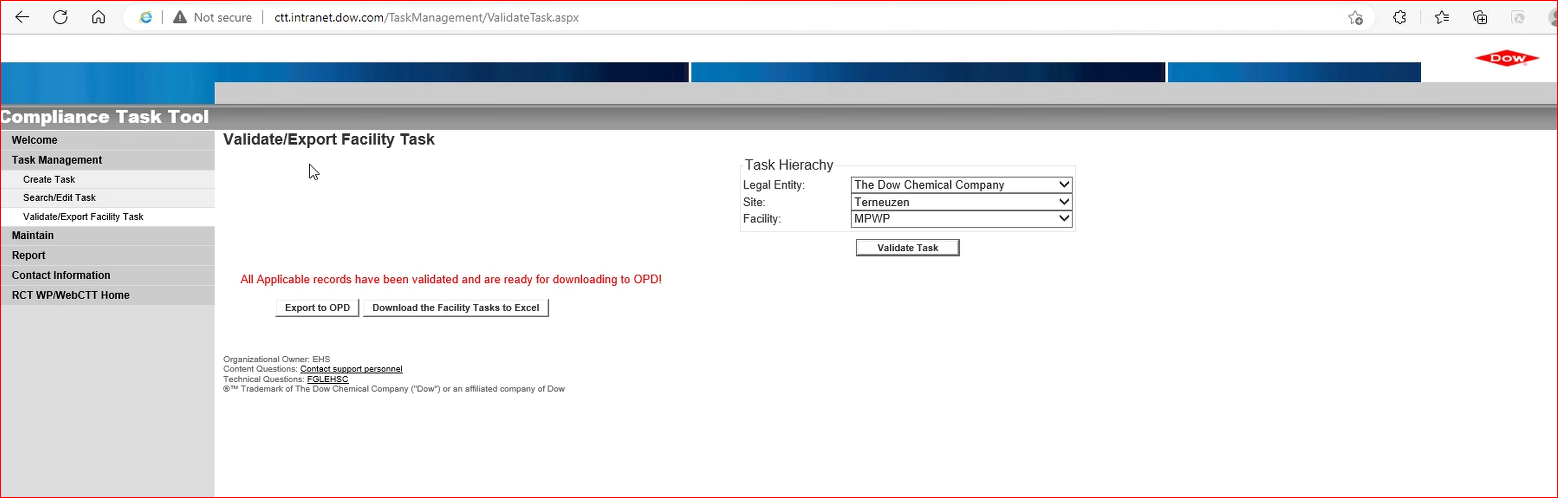 Not secure | ctt.intranet.dow.com/TaskManagement/ValidateTask.aspx
DOW
Compliance Task Tool
Welcome
Task Management
Create Task
Search/Edit Task
Validate/Export Facility Task
Maintain
Report
Contact Information
RCT WP/WebCTT Home
Validate/Export Facility Task
Task Hierachy
Legal Entity: The Dow Chemical Company
Site: Terneuzen
Facility: MPWP
Validate Task
All Applicable records have been validated and are ready for downloading to OPD!
Export to OPD Download the Facility Tasks to Excel
Organizational Owner: EHS
Content Questions: Contact support personnel
Technical Questions: FGLEHSC
®™ Trademark of The Dow Chemical Company ("Dow") or an affiliated company of Dow